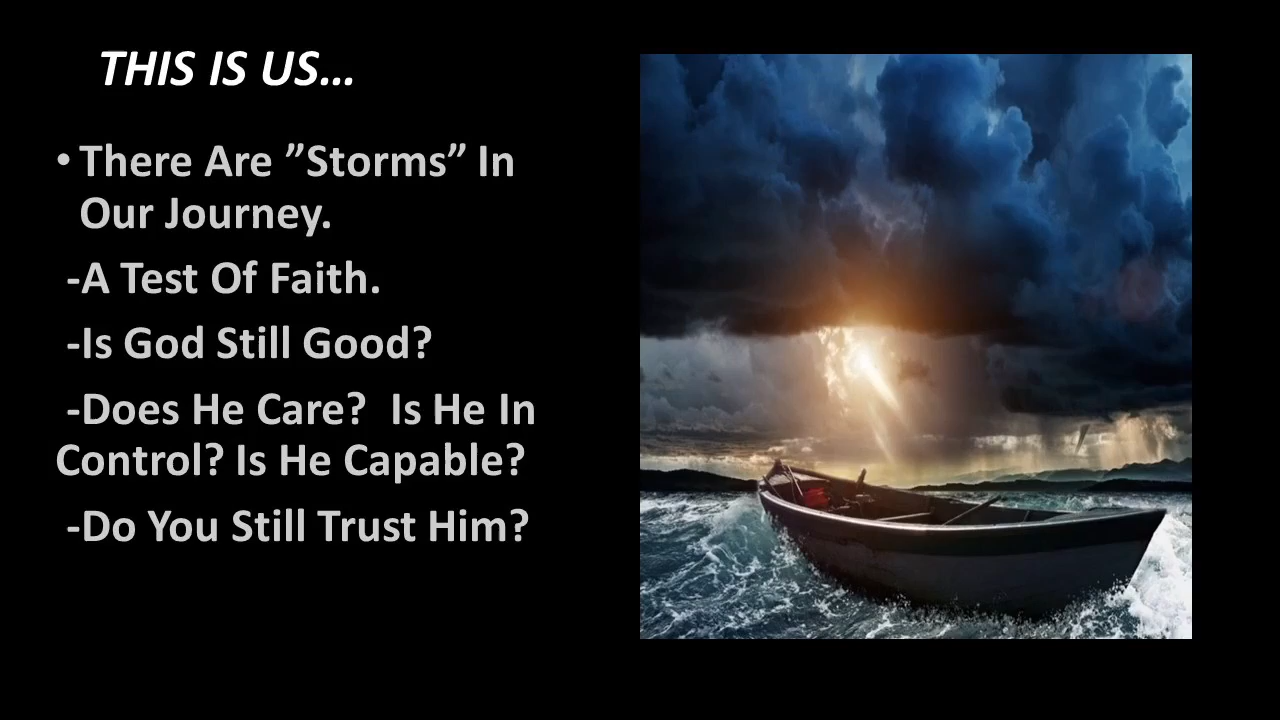 THIS IS US…
• There Are ”Storms” In
Our Journey.
-A Test Of Faith.
-Is God Still Good?
-Does He Care?  Is He In
Control? Is He Capable?
-Do You Still Trust Him?